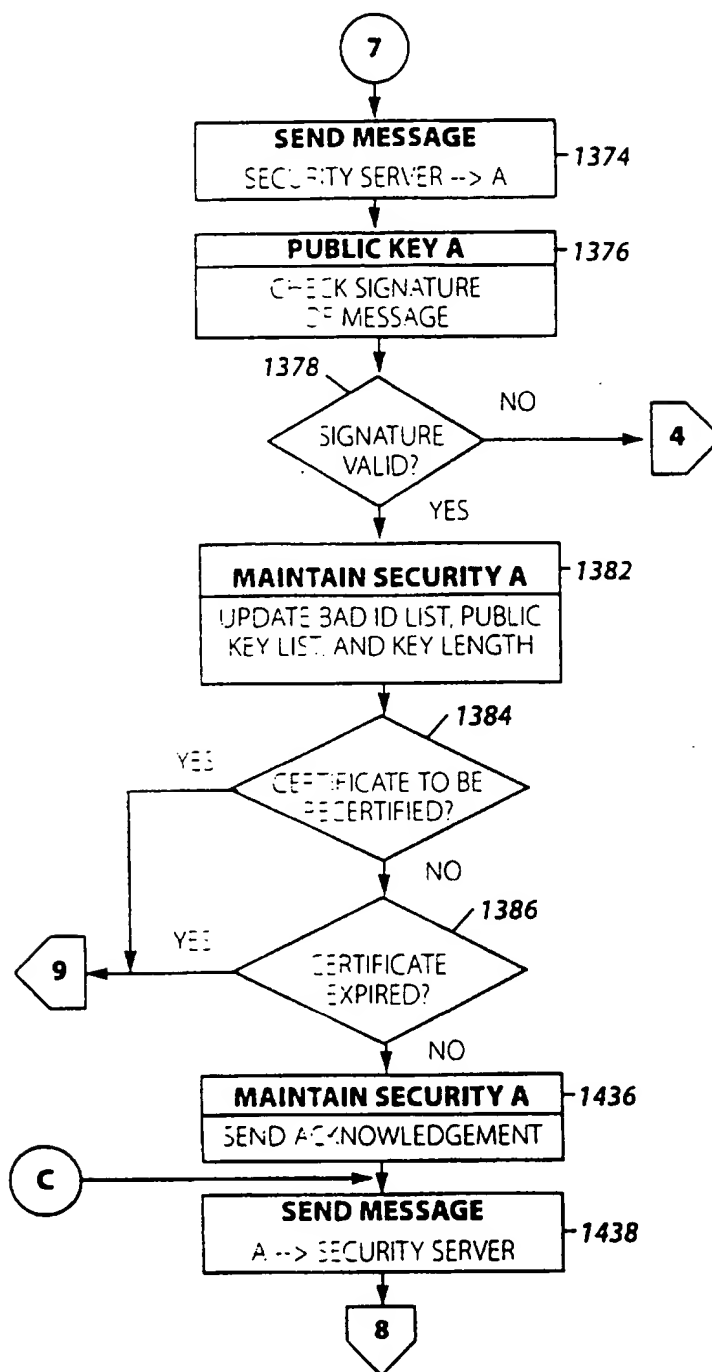 7
SEND MESSAGE
SECURITY SERVER --> A
1374
PUBLIC KEY A
1376
CHECK SIGNATURE
OF MESSAGE
1378
SIGNATURE
VALID?
NO
4
YES
MAINTAIN SECURITY A
1382
UPDATE BAD ID LIST, PUBLIC
KEY LIST, AND KEY LENGTH
1384
YES
CERTIFICATE TO BE
RECERTIFIED?
NO
1386
YES
9
CERTIFICATE
EXPIRED?
NO
MAINTAIN SECURITY A
1436
SEND ACKNOWLEDGEMENT
C
SEND MESSAGE
A --> SECURITY SERVER
1438
8